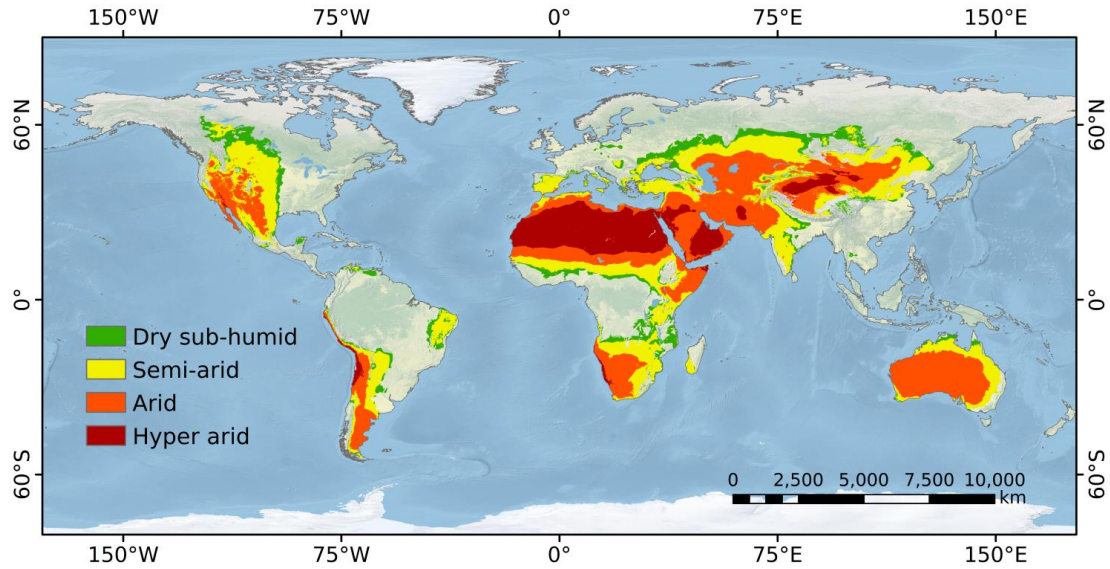 150°W 75°W 0° 75°E 150°E
60°N 60°N
0° 0°
Dry sub-humid
Semi-arid
Arid
Hyper arid
60°S 60°S
0 2,500 5,000 7,500 10,000
km
150°W 75°W 0° 75°E 150°E